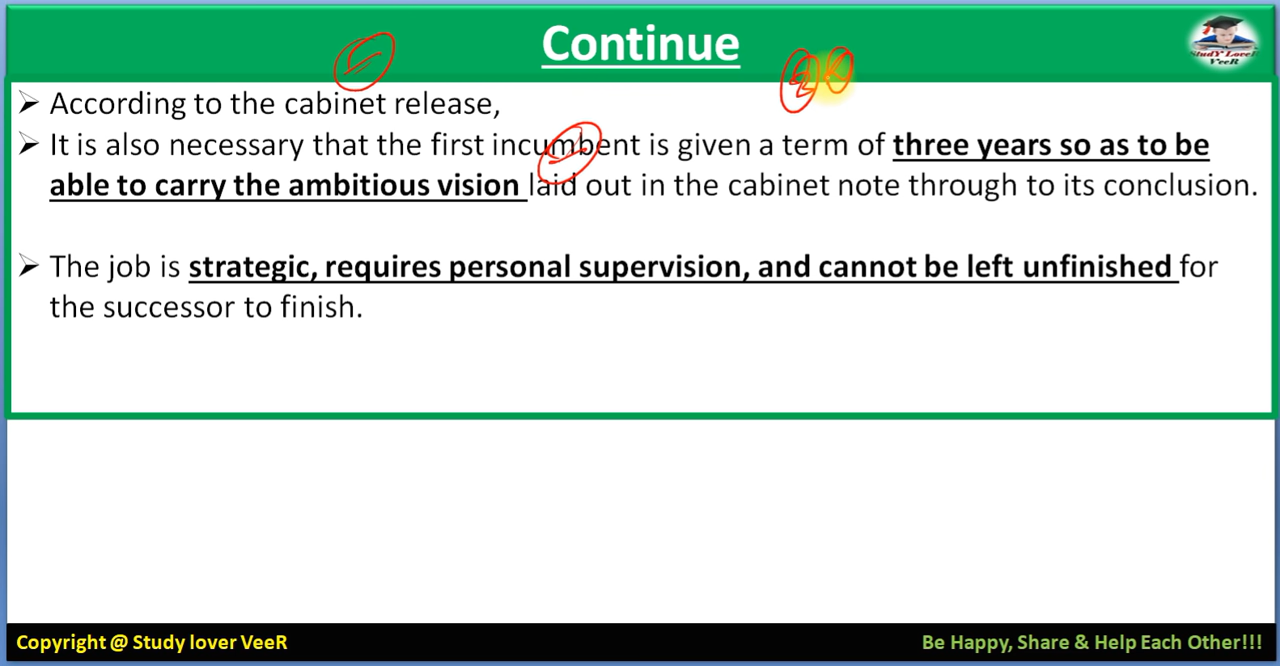 Continue
StudY LoveR
VeeR
➢ According to the cabinet release,
➢ It is also necessary that the first incumbent is given a term of three years so as to be
able to carry the ambitious vision laid out in the cabinet note through to its conclusion.
➢ The job is strategic, requires personal supervision, and cannot be left unfinished for
the successor to finish.
Copyright @ Study lover VeeR
Be Happy, Share & Help Each Other!!!